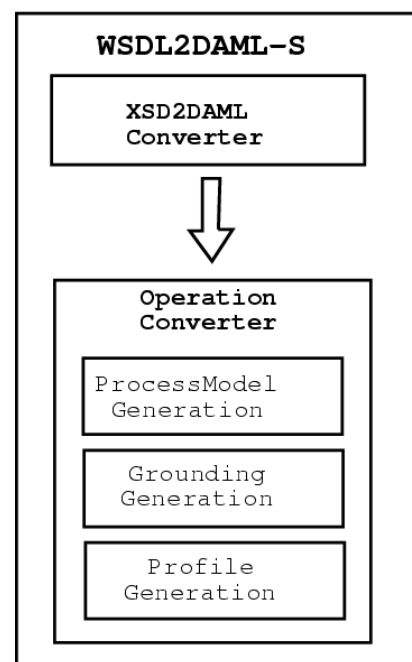 WSDL2DAML-S
XSD2DAML
Converter
Operation
Converter
ProcessModel
Generation
Grounding
Generation
Profile
Generation